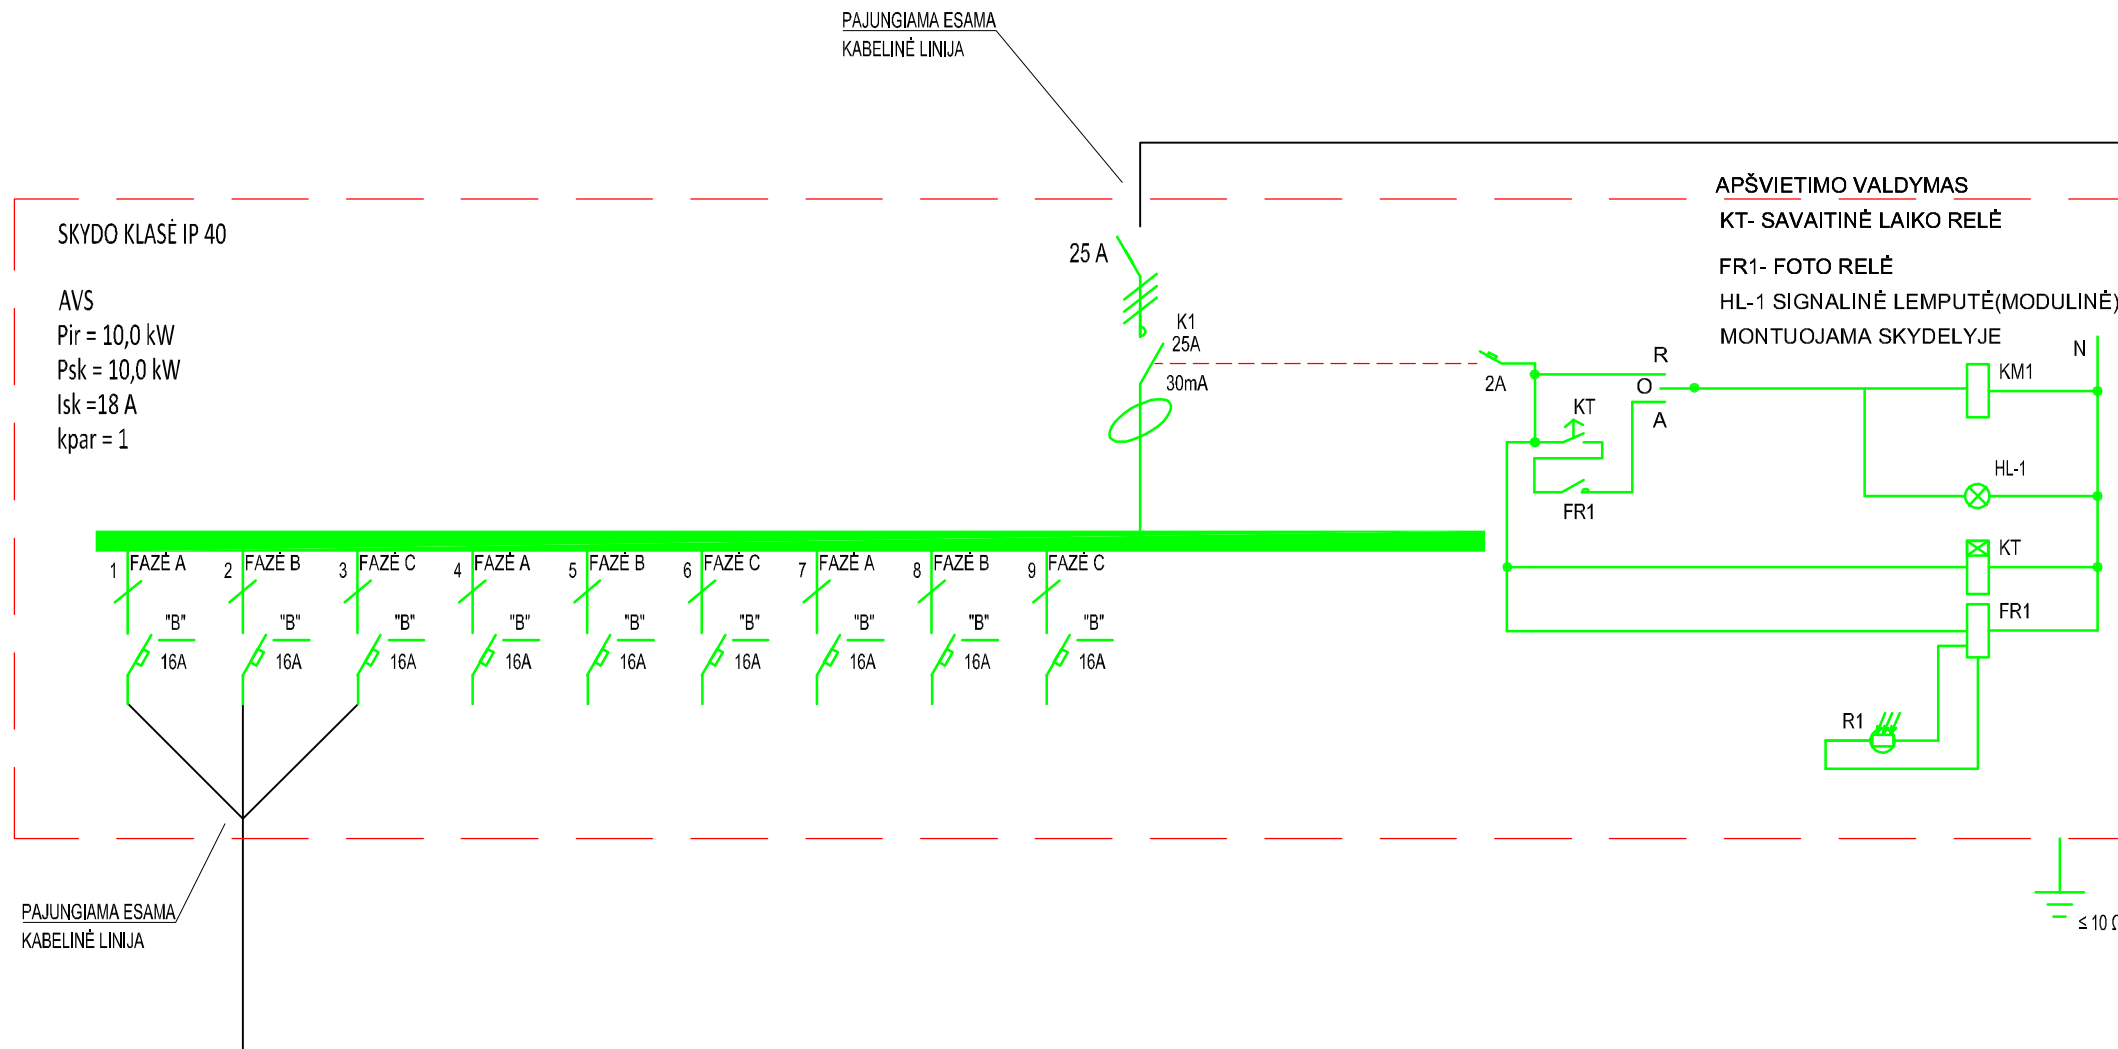 PAJUNGIAMA ESAMA
KABELINĖ LINIJA
SKYDO KLASĖ IP 40
AVS
Pir = 10,0 kW
Psk = 10,0 kW
Isk =18 A
kpar = 1
25 A
K1
25A
30mA
APŠVIETIMO VALDYMAS
KT- SAVAITINĖ LAIKO RELĖ
FR1- FOTO RELĖ
HL-1 SIGNALINĖ LEMPUTĖ(MODULINĖ)
MONTUOJAMA SKYDELYJE
N
2A
R
O
A
KT
FR1
KM1
HL-1
KT
FR1
R1
1 FAZĖ A
2 FAZĖ B
3 FAZĖ C
4 FAZĖ A
5 FAZĖ B
6 FAZĖ C
7 FAZĖ A
8 FAZĖ B
9 FAZĖ C
"B" "B" "B" "B" "B" "B" "B" "B" "B"
16A 16A 16A 16A 16A 16A 16A 16A 16A
PAJUNGIAMA ESAMA
KABELINĖ LINIJA
≤ 10 Ω